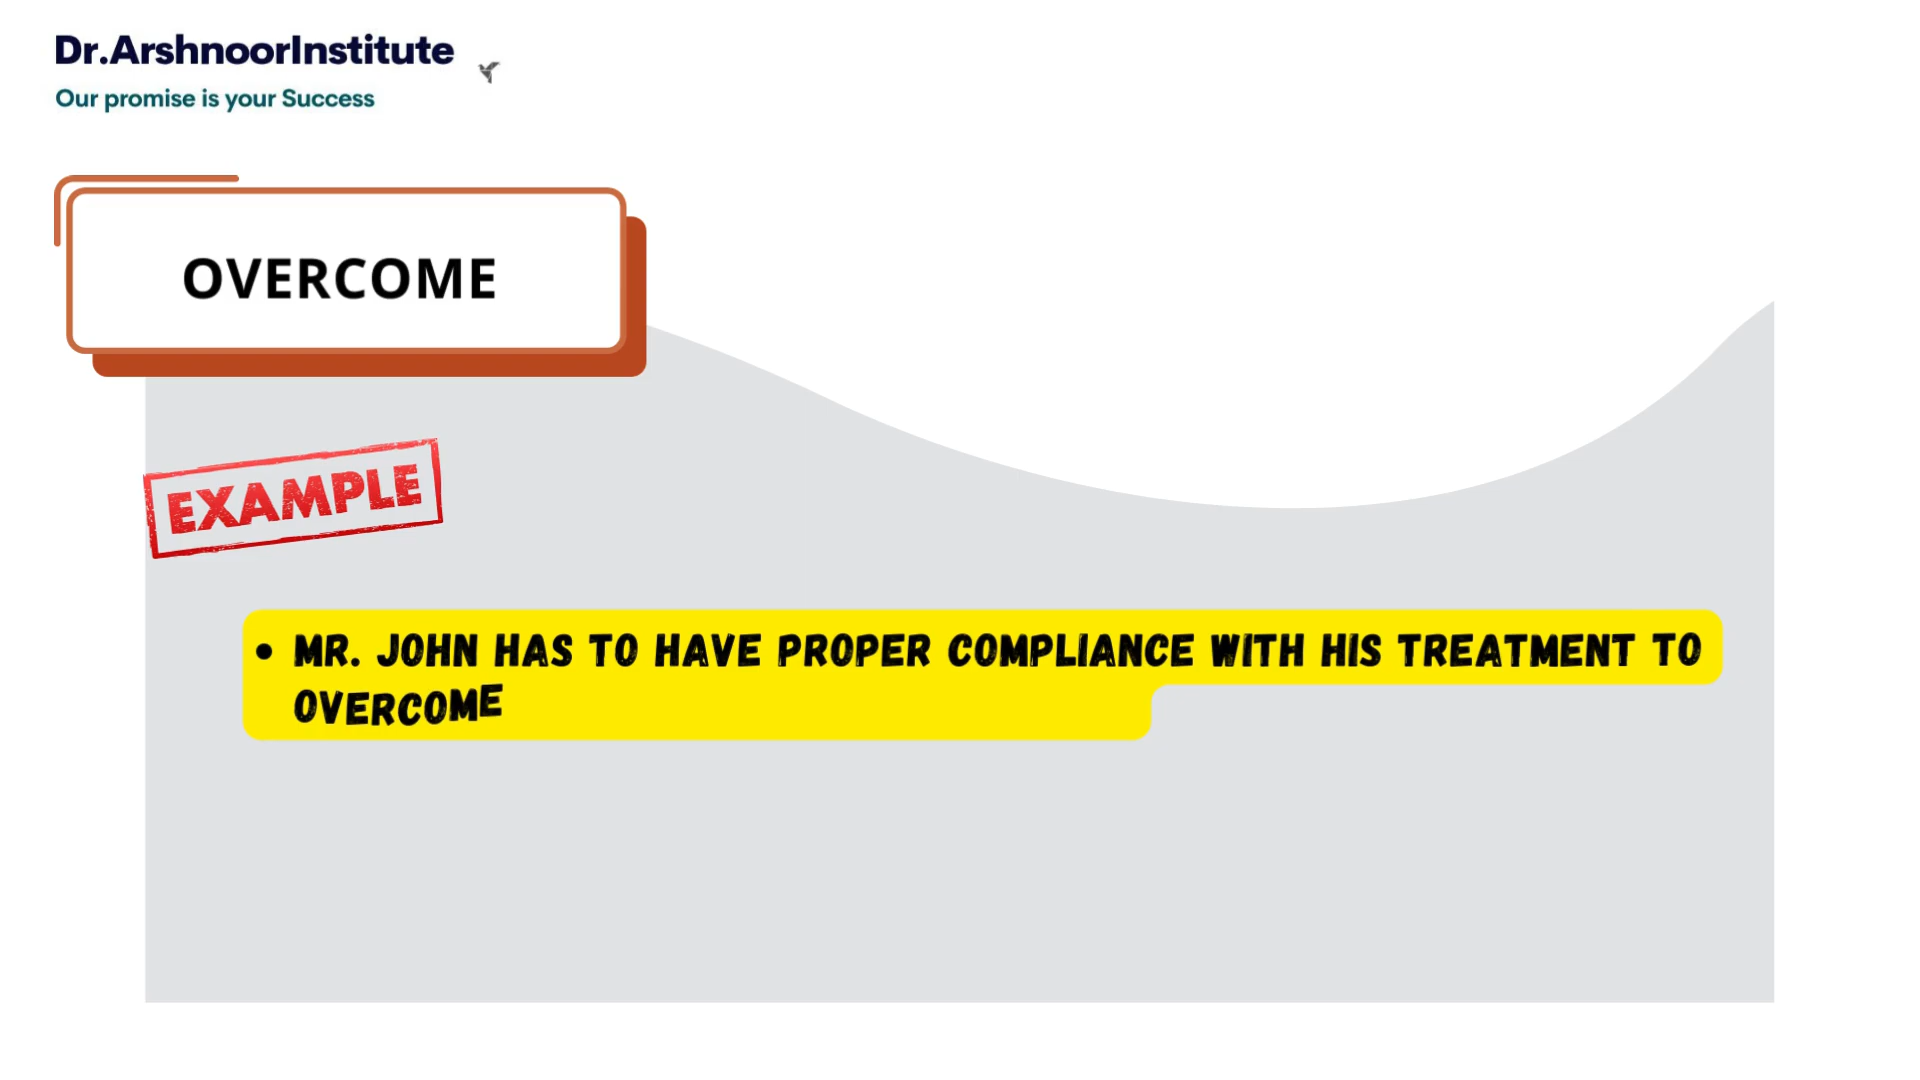 Dr.ArshnoorInstitute
Our promise is your Success
OVERCOME
EXAMPLE
• MR. JOHN HAS TO HAVE PROPER COMPLIANCE WITH HIS TREATMENT TO
OVERCOME